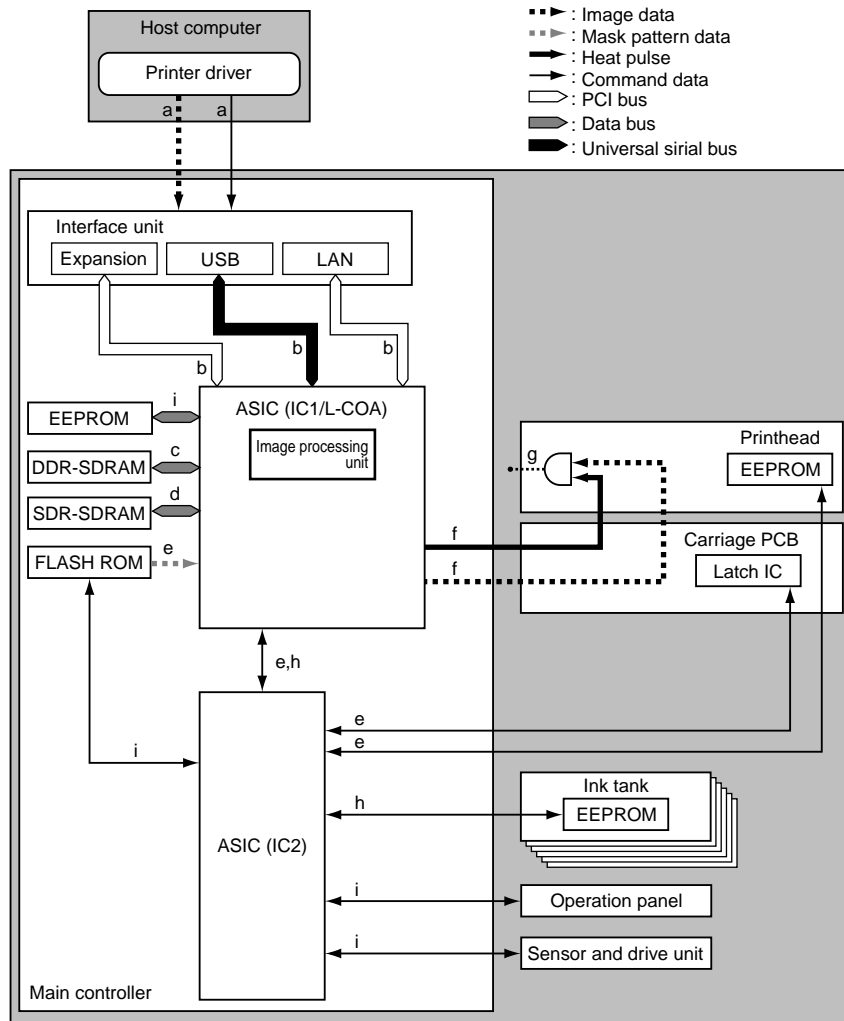 Host computer
Printer driver
a
a
: Image data
: Mask pattern data
: Heat pulse
: Command data
: PCI bus
: Data bus
: Universal sirial bus
Interface unit
Expansion
USB
LAN
b
b
b
ASIC (IC1/L-COA)
Image processing
unit
EEPROM
i
DDR-SDRAM
c
SDR-SDRAM
d
FLASH ROM
e
f
f
g
Printhead
EEPROM
Carriage PCB
Latch IC
e,h
i
e
e
ASIC (IC2)
h
Ink tank
EEPROM
i
Operation panel
i
Sensor and drive unit
Main controller